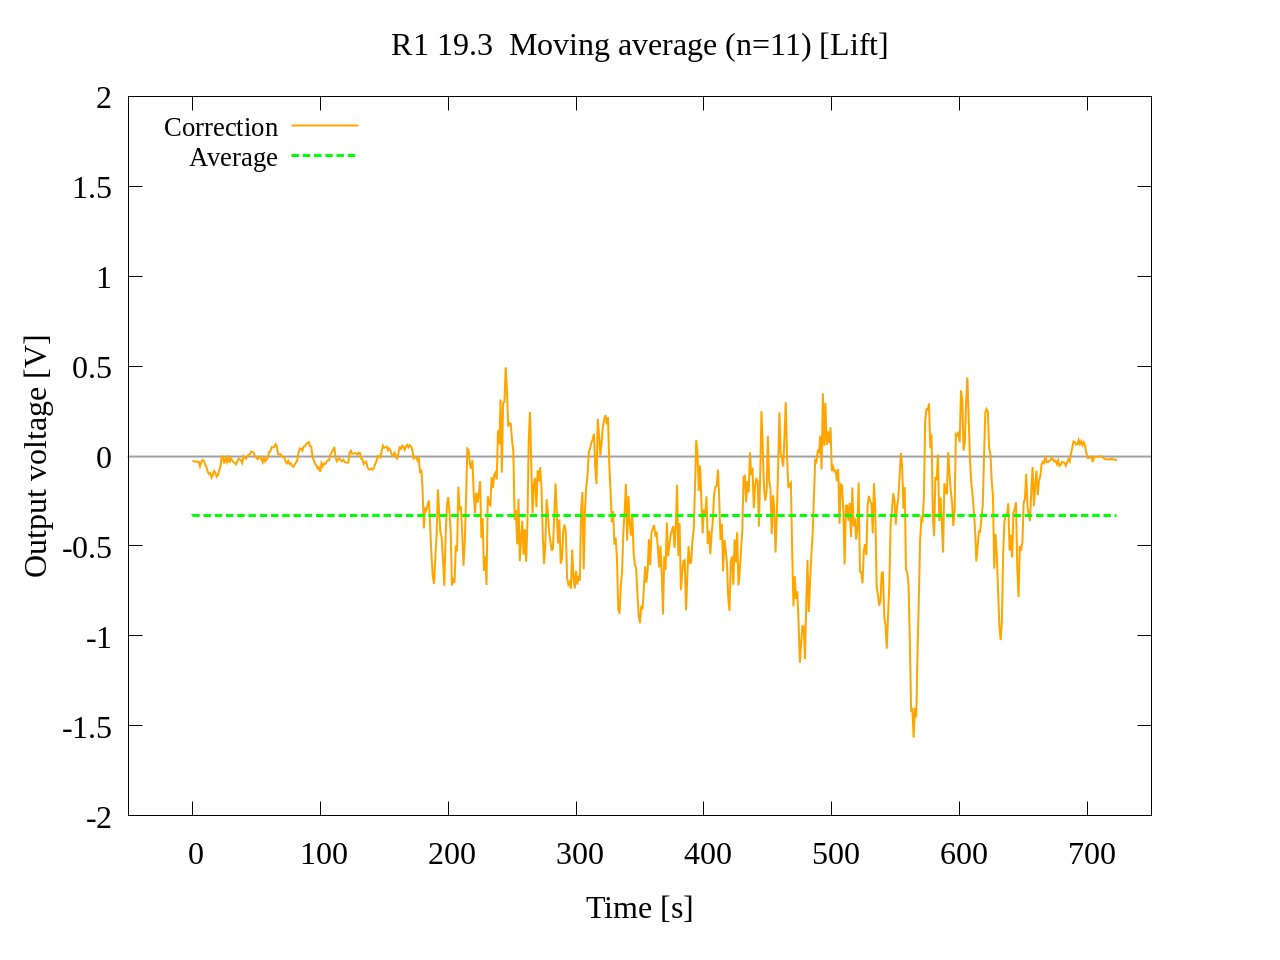 R1 19.3  Moving average (n=11) [Lift]
Correction
Average
2
1.5
1
0.5
0
-0.5
-1
-1.5
-2
Output voltage [V]
0 100 200 300 400 500 600 700
Time [s]